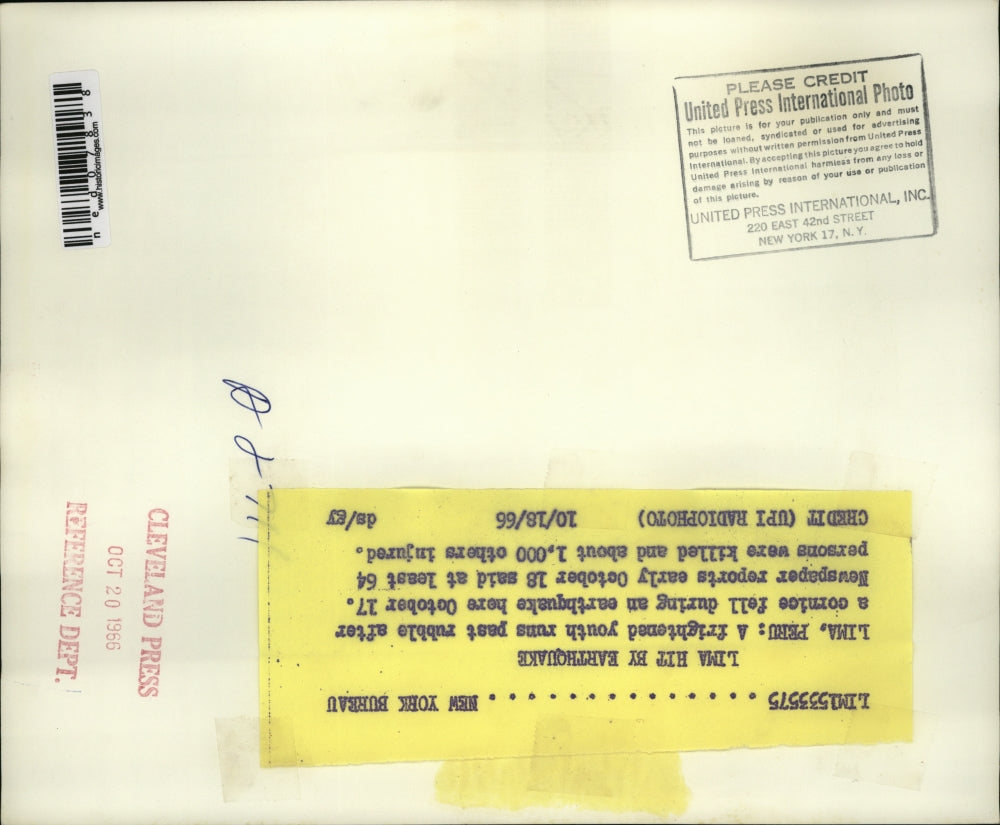 PLEASE CREDIT
United Press International Photo
This picture is for your publication only and must
not be loaned, syndicated or used for advertising
purposes without written permission from United Press
International. By accepting this picture you agree to hold
United Press International harmless from any loss or
damage arising by reason of your use or publication
of this picture.
UNITED PRESS INTERNATIONAL, INC.
220 EAST 42nd STREET
NEW YORK 17, N. Y.
www.historicimages.com
CLEVELAND PRESS
OCT 20 1966
REFERENCE DEPT.
LIM1535575 . . . . . . . . . . . . . . . . NEW YORK BUREAU
LIMA HIT BY EARTHQUAKE
LIMA, PERU: A frightened youth runs past rubble after
a cornice fell during an earthquake here October 17.
Newspaper reports early October 18 said at least 64
persons were killed and about 1,000 others injured.
CREDIT (UPI RADIOPHOTO) 10/18/66 ds/gy